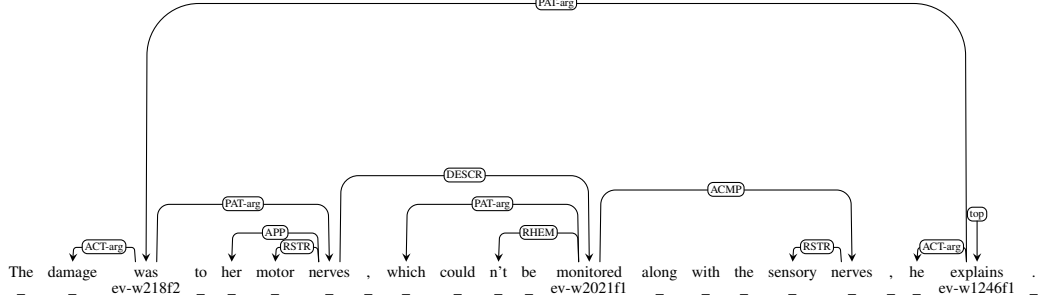 PAT-arg
DESCR
ACMP
PAT-arg PAT-arg
top
APP RHEM
ACT-arg RSTR RSTR ACT-arg
The damage was to her motor nerves , which could n't be monitored along with the sensory nerves , he explains .
ev-w218f2 ev-w2021f1 ev-w1246f1
_ _ _ _ _ _ _ _ _ _ _ _ _ _ _ _ _ _ _